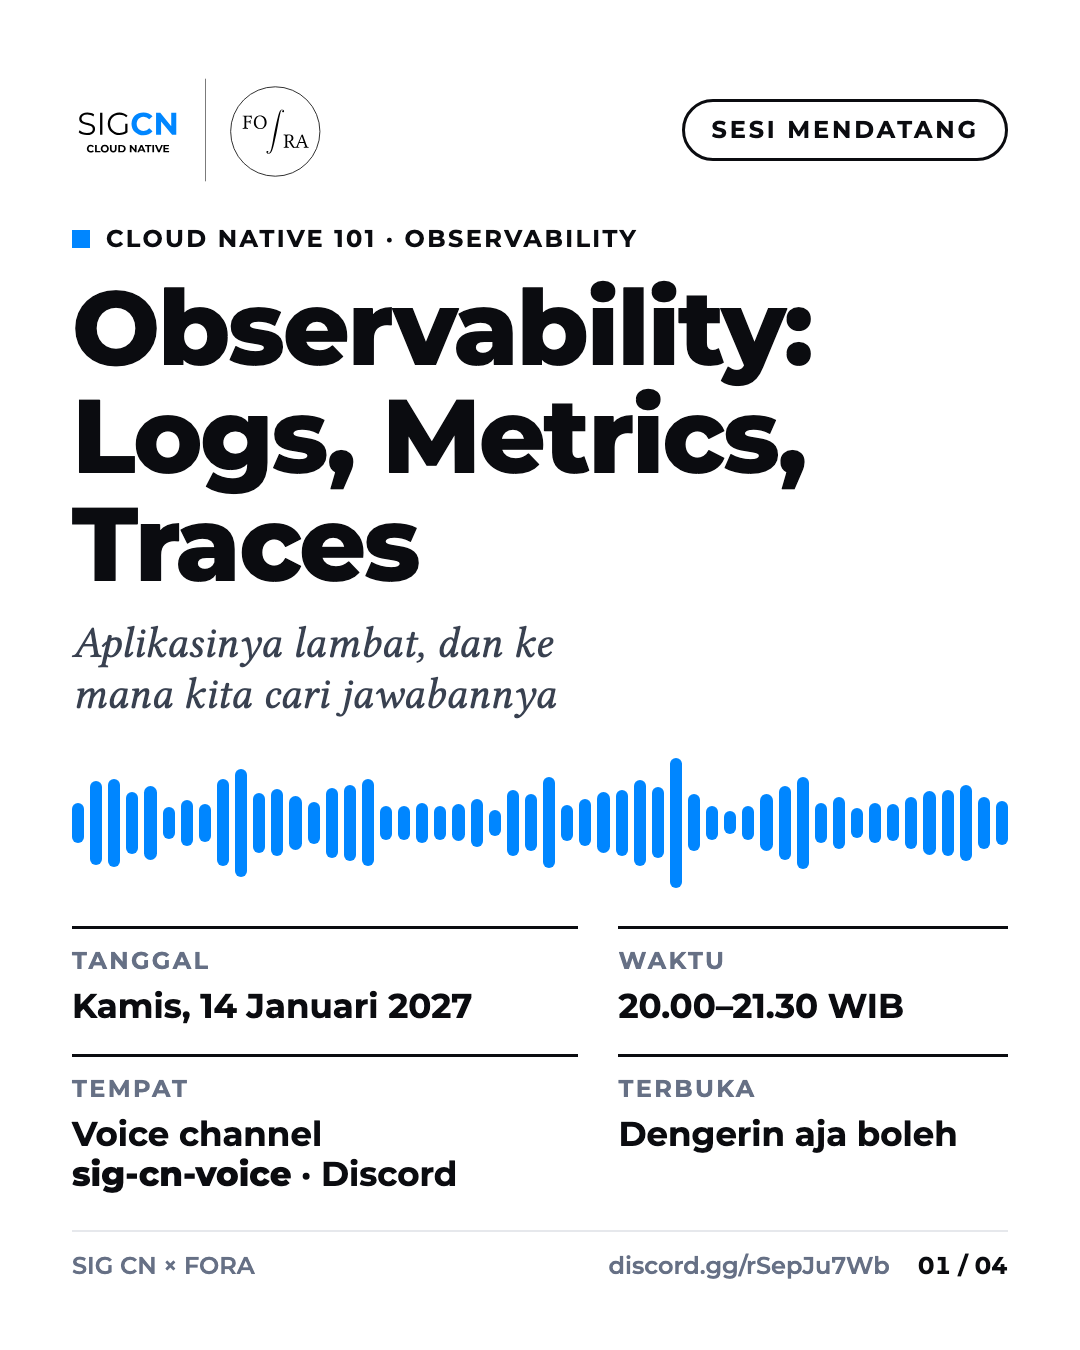 SIGCN
CLOUD NATIVE
FO RA
SESI MENDATANG
CLOUD NATIVE 101 · OBSERVABILITY
Observability:
Logs, Metrics,
Traces
Aplikasinya lambat, dan ke
mana kita cari jawabannya
TANGGAL
Kamis, 14 Januari 2027
WAKTU
20.00–21.30 WIB
TEMPAT
Voice channel
sig-cn-voice · Discord
TERBUKA
Dengerin aja boleh
SIG CN × FORA
discord.gg/rSepJu7Wb 01 / 04